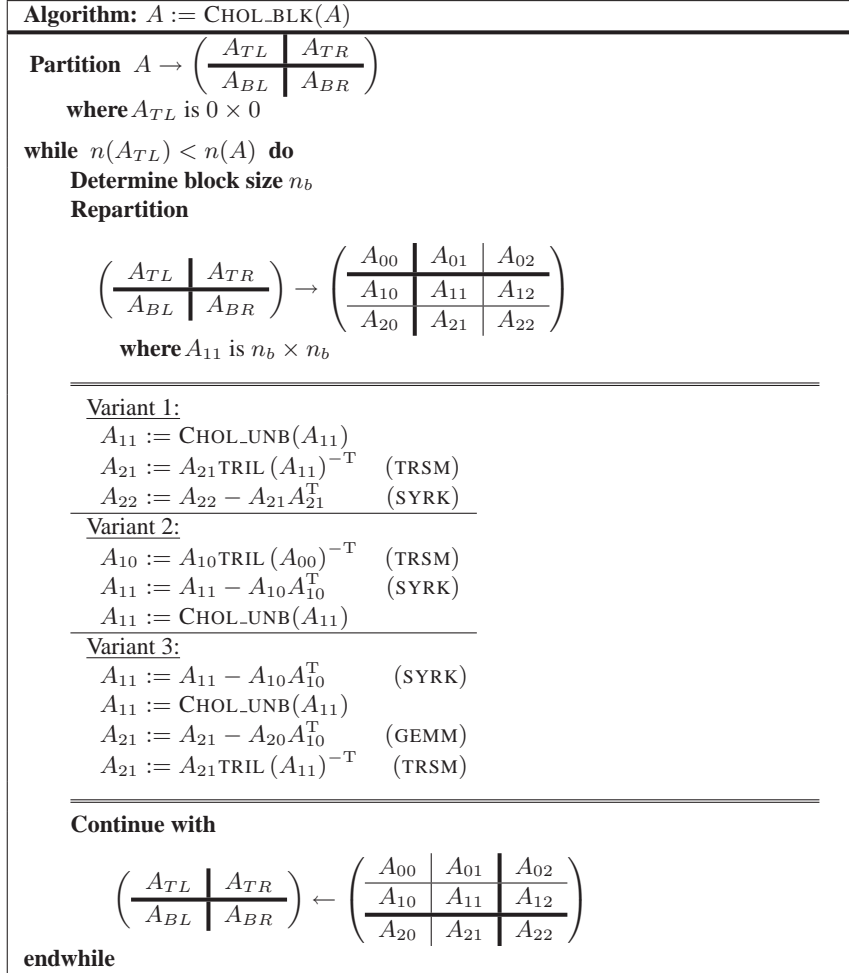 Algorithm: A := CHOL_BLK(A)
Partition A → ( A_TL | A_TR
A_BL | A_BR )
where A_TL is 0 × 0
while n(A_TL) < n(A) do
Determine block size n_b
Repartition
( A_TL | A_TR
A_BL | A_BR ) → ( A_00 | A_01 | A_02
A_10 | A_11 | A_12
A_20 | A_21 | A_22 )
where A_11 is n_b × n_b
Variant 1:
A_11 := CHOL_UNB(A_11)
A_21 := A_21 TRIL (A_11)^−T (TRSM)
A_22 := A_22 − A_21 A_21^T (SYRK)
Variant 2:
A_10 := A_10 TRIL (A_00)^−T (TRSM)
A_11 := A_11 − A_10 A_10^T (SYRK)
A_11 := CHOL_UNB(A_11)
Variant 3:
A_11 := A_11 − A_10 A_10^T (SYRK)
A_11 := CHOL_UNB(A_11)
A_21 := A_21 − A_20 A_10^T (GEMM)
A_21 := A_21 TRIL (A_11)^−T (TRSM)
Continue with
( A_TL | A_TR
A_BL | A_BR ) ← ( A_00 | A_01 | A_02
A_10 | A_11 | A_12
A_20 | A_21 | A_22 )
endwhile